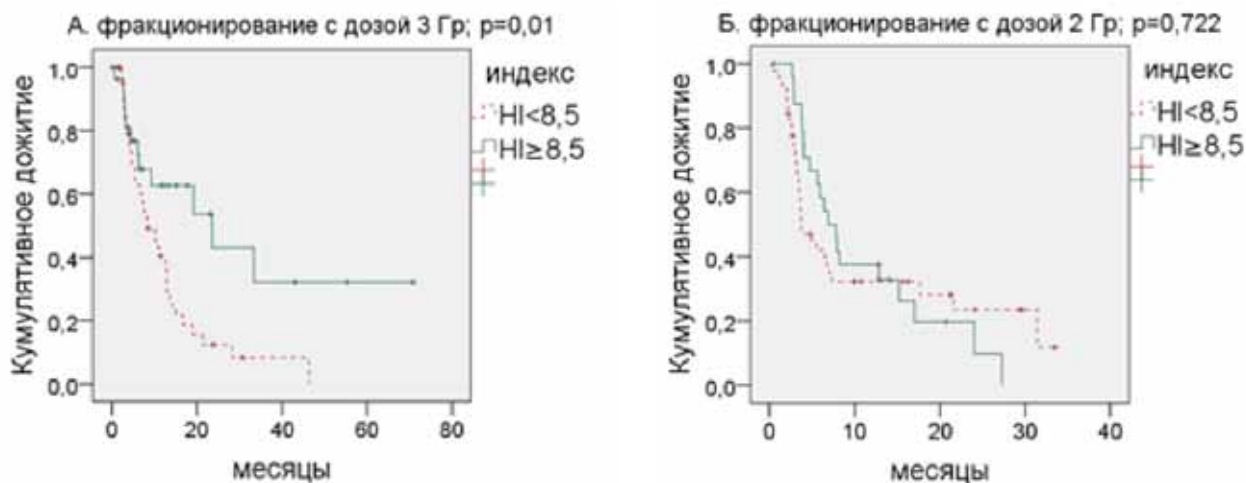 А. фракционирование с дозой 3 Гр; p=0,01
Кумулятивное дожитие
1,0
0,8
0,6
0,4
0,2
0,0
0 20 40 60 80
месяцы
индекс
HI<8,5
HI≥8,5
Б. фракционирование с дозой 2 Гр; p=0,722
Кумулятивное дожитие
1,0
0,8
0,6
0,4
0,2
0,0
0 10 20 30 40
месяцы
индекс
HI<8,5
HI≥8,5